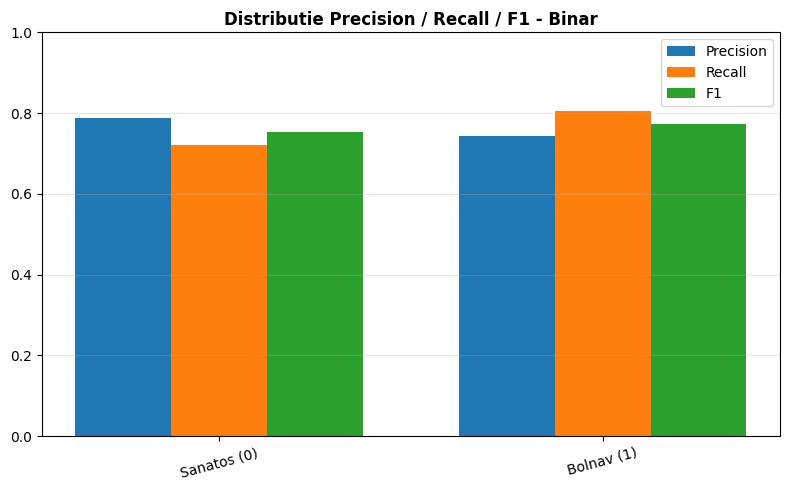 Distributie Precision / Recall / F1 - Binar
Precision
Recall
F1
1.0
0.8
0.6
0.4
0.2
0.0
Sanatos (0)
Bolnav (1)